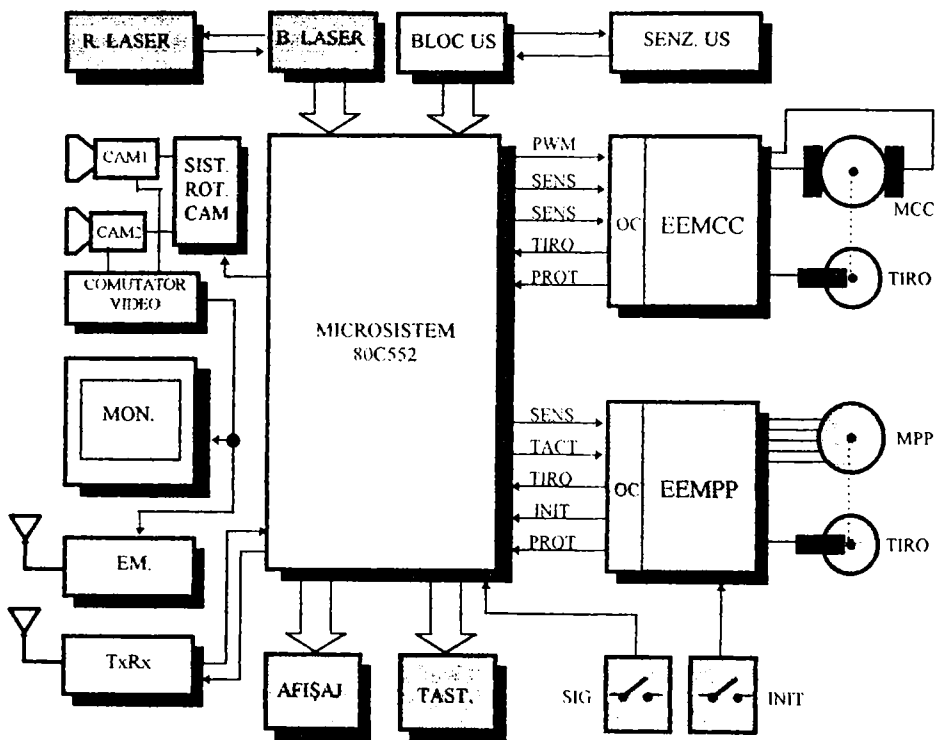 R. LASER
B. LASER
BLOC US
SENZ. US
CAM1
SIST.
ROT.
CAM
CAM2
COMUTATOR
VIDEO
MON.
EM.
TxRx
MICROSISTEM
80C552
PWM
SENS
SENS
TIRO
PROT
OC
EEMCC
MCC
TIRO
SENS
TACT
TIRO
INIT
PROT
OC
EEMPP
MPP
TIRO
AFIŞAJ
TAST.
SIG
INIT